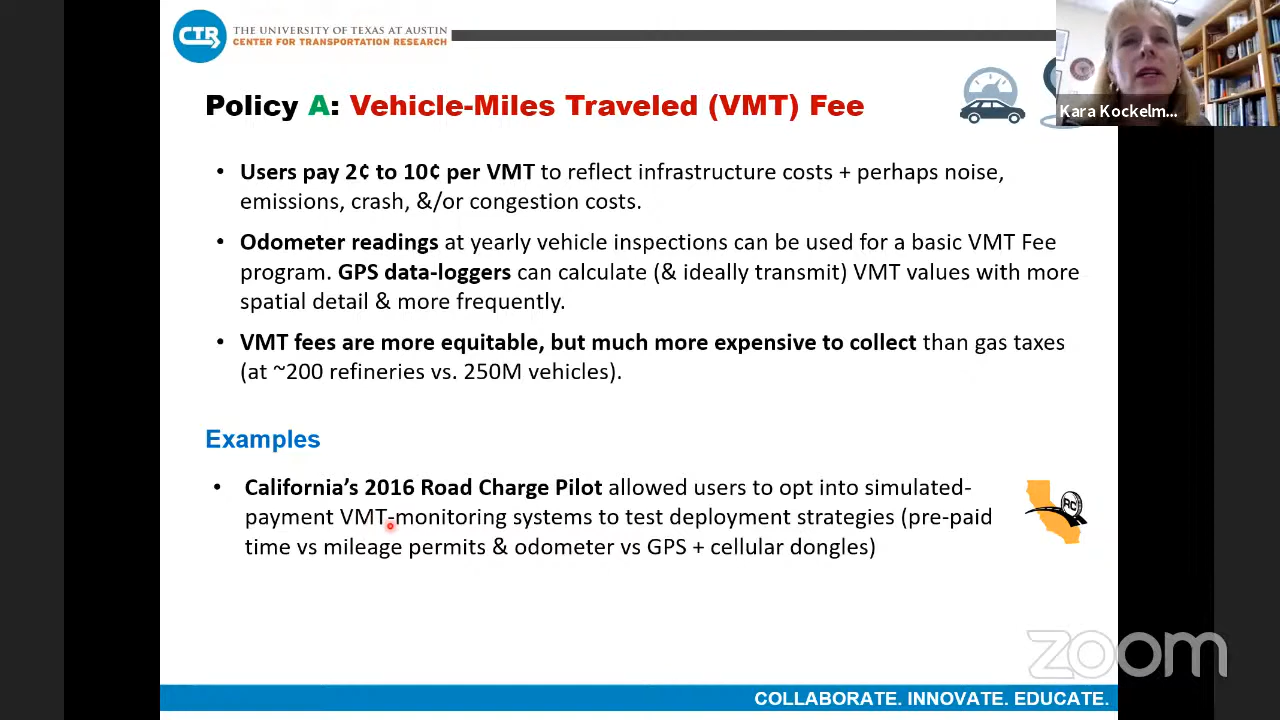 CTR
THE UNIVERSITY OF TEXAS AT AUSTIN
CENTER FOR TRANSPORTATION RESEARCH
Kara Kockelm...
Policy A: Vehicle-Miles Traveled (VMT) Fee
• Users pay 2¢ to 10¢ per VMT to reflect infrastructure costs + perhaps noise,
emissions, crash, &/or congestion costs.
• Odometer readings at yearly vehicle inspections can be used for a basic VMT Fee
program. GPS data-loggers can calculate (& ideally transmit) VMT values with more
spatial detail & more frequently.
• VMT fees are more equitable, but much more expensive to collect than gas taxes
(at ~200 refineries vs. 250M vehicles).
Examples
• California's 2016 Road Charge Pilot allowed users to opt into simulated-
payment VMT-monitoring systems to test deployment strategies (pre-paid
time vs mileage permits & odometer vs GPS + cellular dongles)
RC
zoom
COLLABORATE. INNOVATE. EDUCATE.